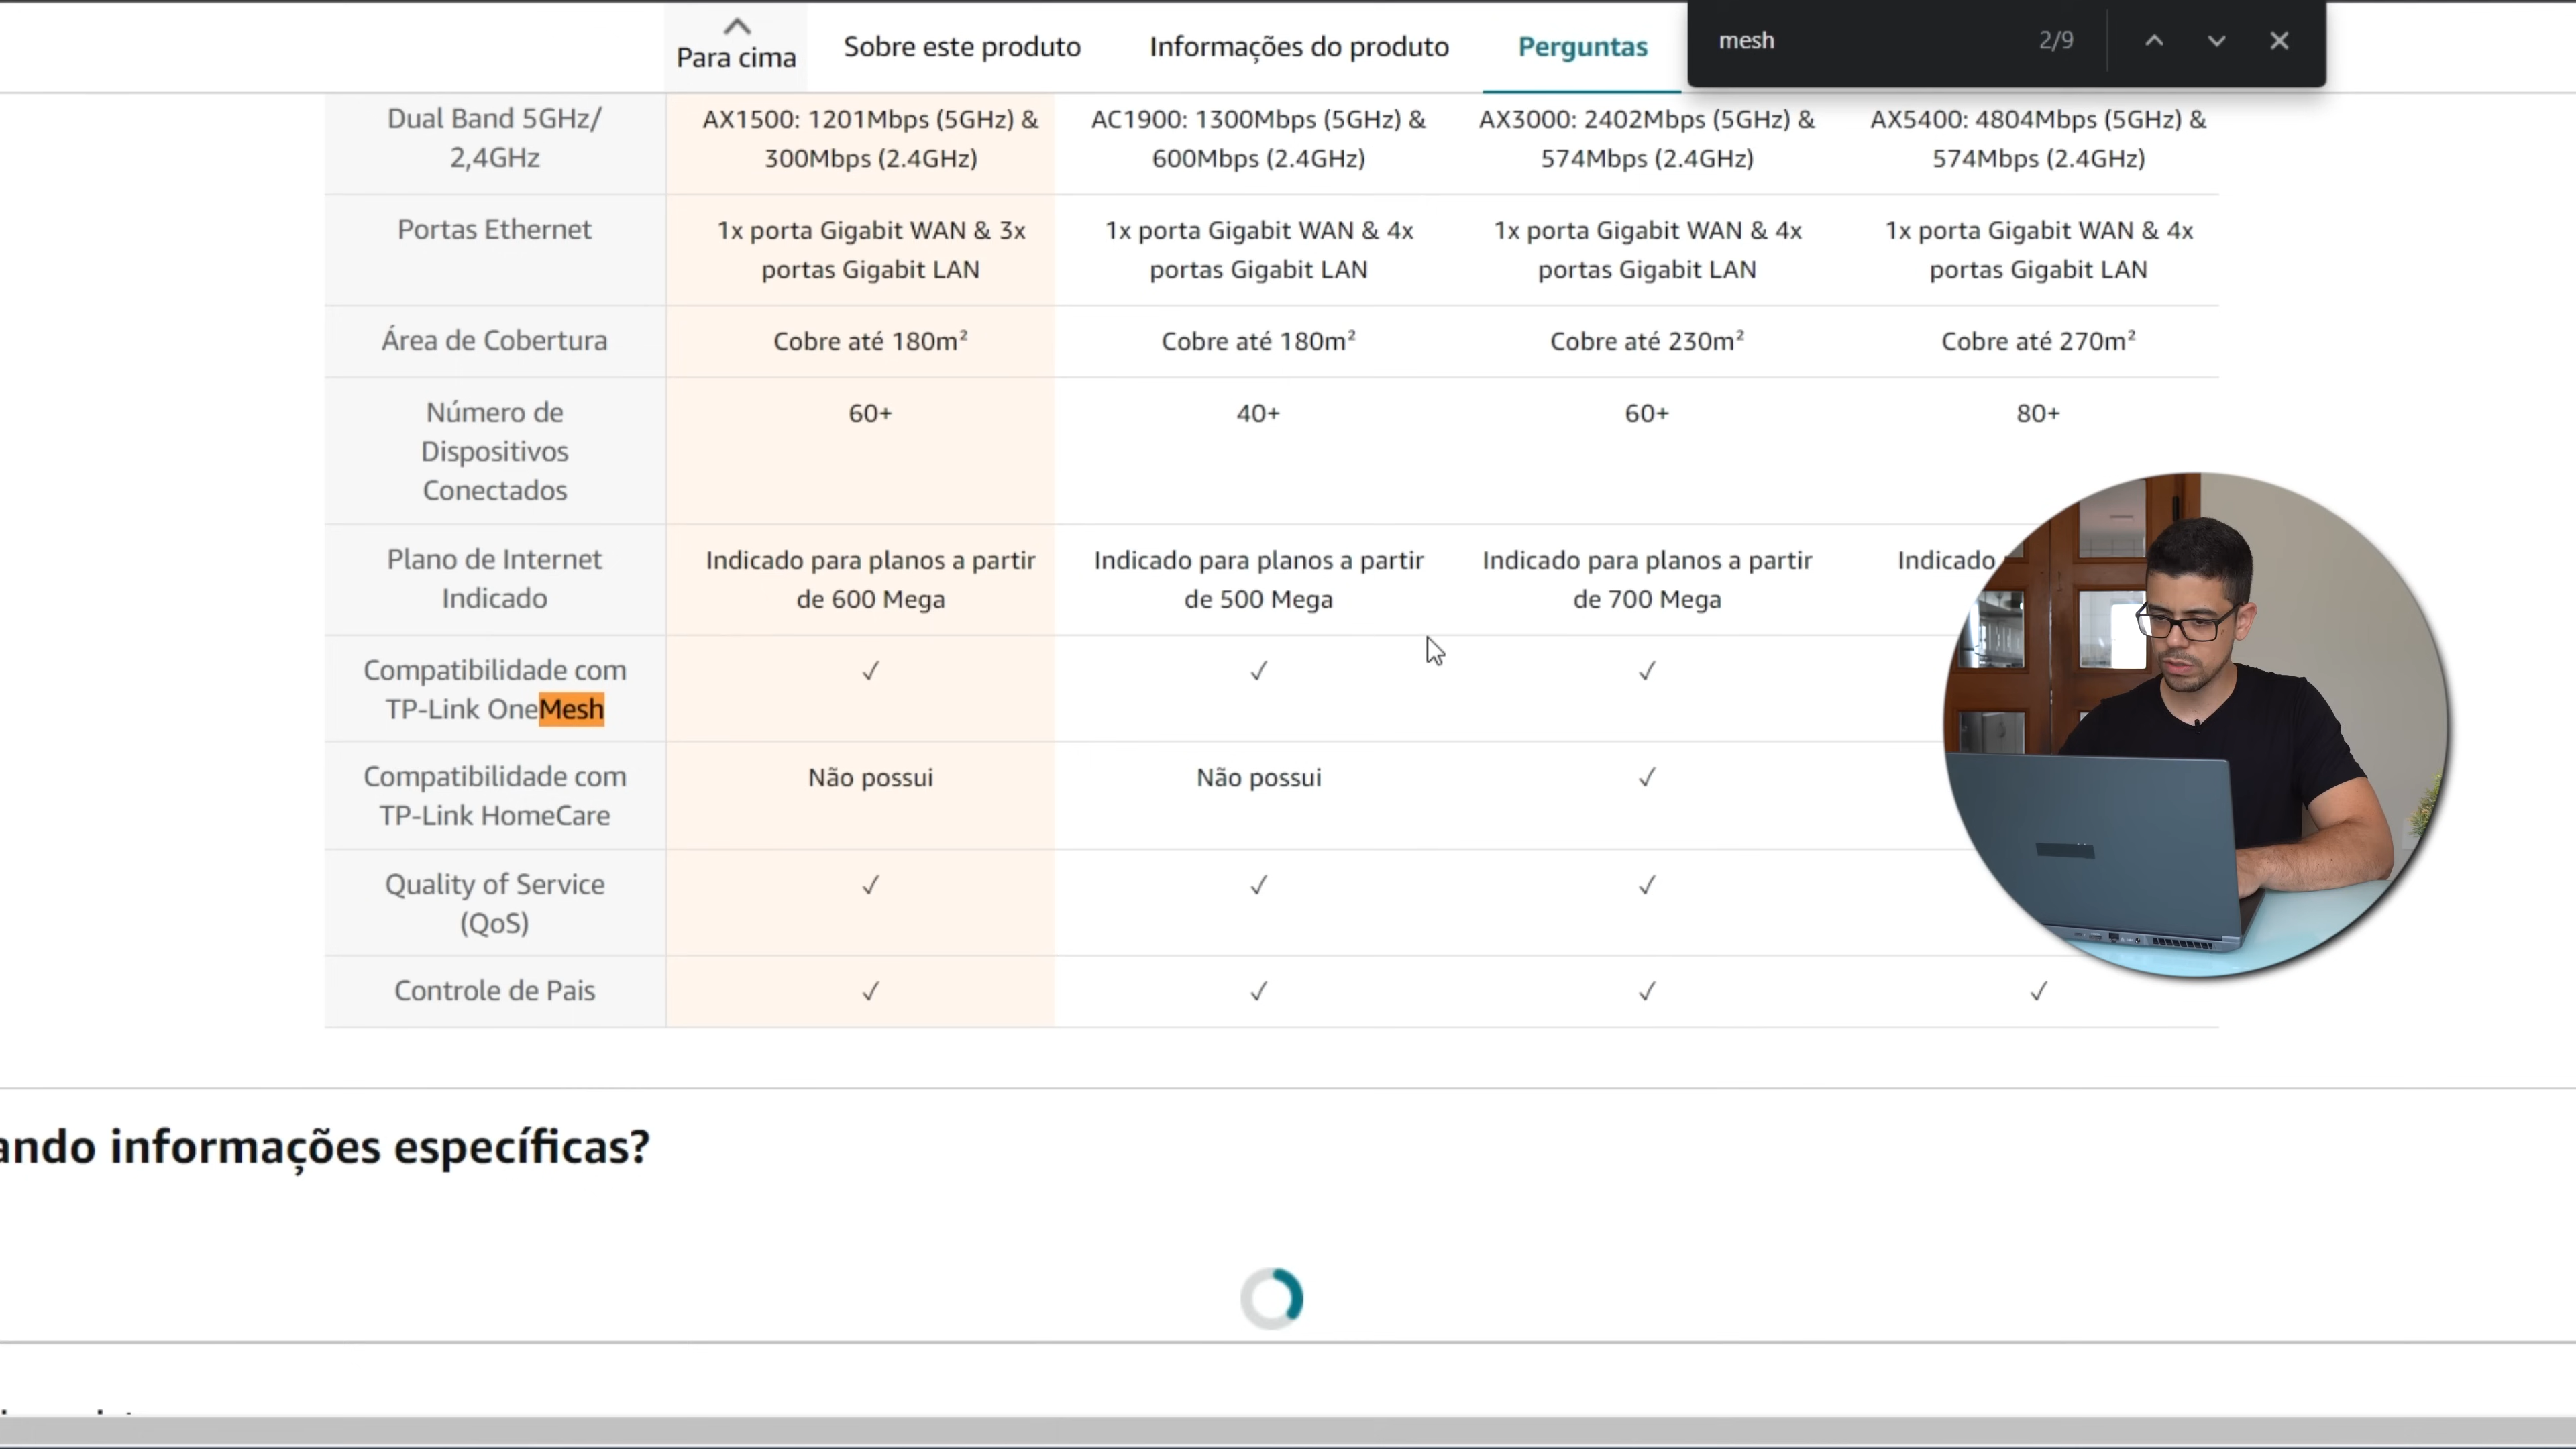 Para cima
Sobre este produto
Informações do produto
Perguntas
mesh
2/9
Dual Band 5GHz/
2,4GHz
AX1500: 1201Mbps (5GHz) &
300Mbps (2.4GHz)
AC1900: 1300Mbps (5GHz) &
600Mbps (2.4GHz)
AX3000: 2402Mbps (5GHz) &
574Mbps (2.4GHz)
AX5400: 4804Mbps (5GHz) &
574Mbps (2.4GHz)
Portas Ethernet
1x porta Gigabit WAN & 3x
portas Gigabit LAN
1x porta Gigabit WAN & 4x
portas Gigabit LAN
1x porta Gigabit WAN & 4x
portas Gigabit LAN
1x porta Gigabit WAN & 4x
portas Gigabit LAN
Área de Cobertura
Cobre até 180m²
Cobre até 180m²
Cobre até 230m²
Cobre até 270m²
Número de
Dispositivos
Conectados
60+
40+
60+
80+
Plano de Internet
Indicado
Indicado para planos a partir
de 600 Mega
Indicado para planos a partir
de 500 Mega
Indicado para planos a partir
de 700 Mega
Indicado
Compatibilidade com
TP-Link OneMesh
✓
✓
✓
Compatibilidade com
TP-Link HomeCare
Não possui
Não possui
✓
Quality of Service
(QoS)
✓
✓
✓
Controle de Pais
✓
✓
✓
✓
ando informações específicas?